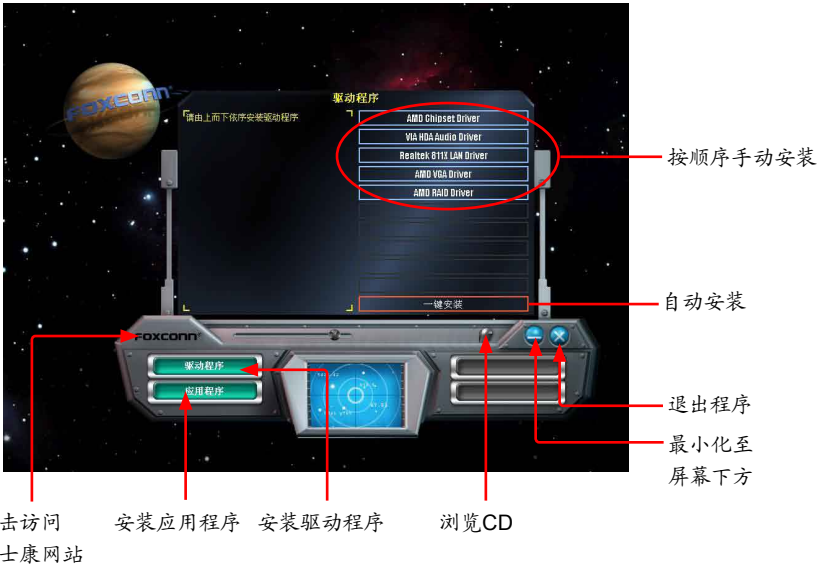 FOXCONN®
驱动程序
请由上而下依序安装驱动程序
AMD Chipset Driver
VIA HDA Audio Driver
Realtek 811X LAN Driver
AMD VGA Driver
AMD RAID Driver
一键安装
按顺序手动安装
自动安装
FOXCONN®
驱动程序
应用程序
退出程序
最小化至
屏幕下方
击访问
士康网站
安装应用程序
安装驱动程序
浏览CD